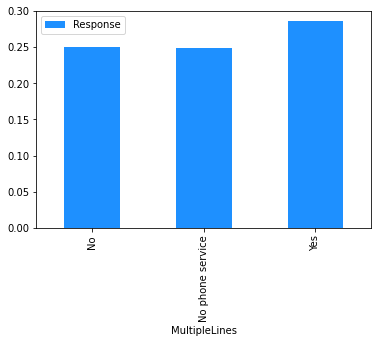 0.30
0.25
0.20
0.15
0.10
0.05
0.00
Response
No
No phone service
Yes
MultipleLines